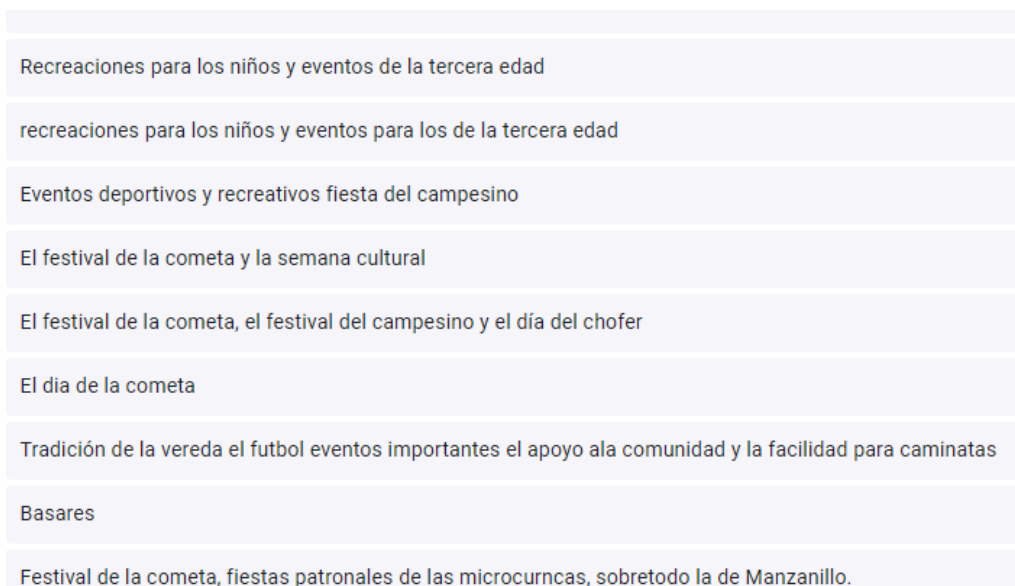 Recreaciones para los niños y eventos de la tercera edad
recreaciones para los niños y eventos para los de la tercera edad
Eventos deportivos y recreativos fiesta del campesino
El festival de la cometa y la semana cultural
El festival de la cometa, el festival del campesino y el día del chofer
El dia de la cometa
Tradición de la vereda el futbol eventos importantes el apoyo ala comunidad y la facilidad para caminatas
Basares
Festival de la cometa, fiestas patronales de las microcurncas, sobretodo la de Manzanillo.